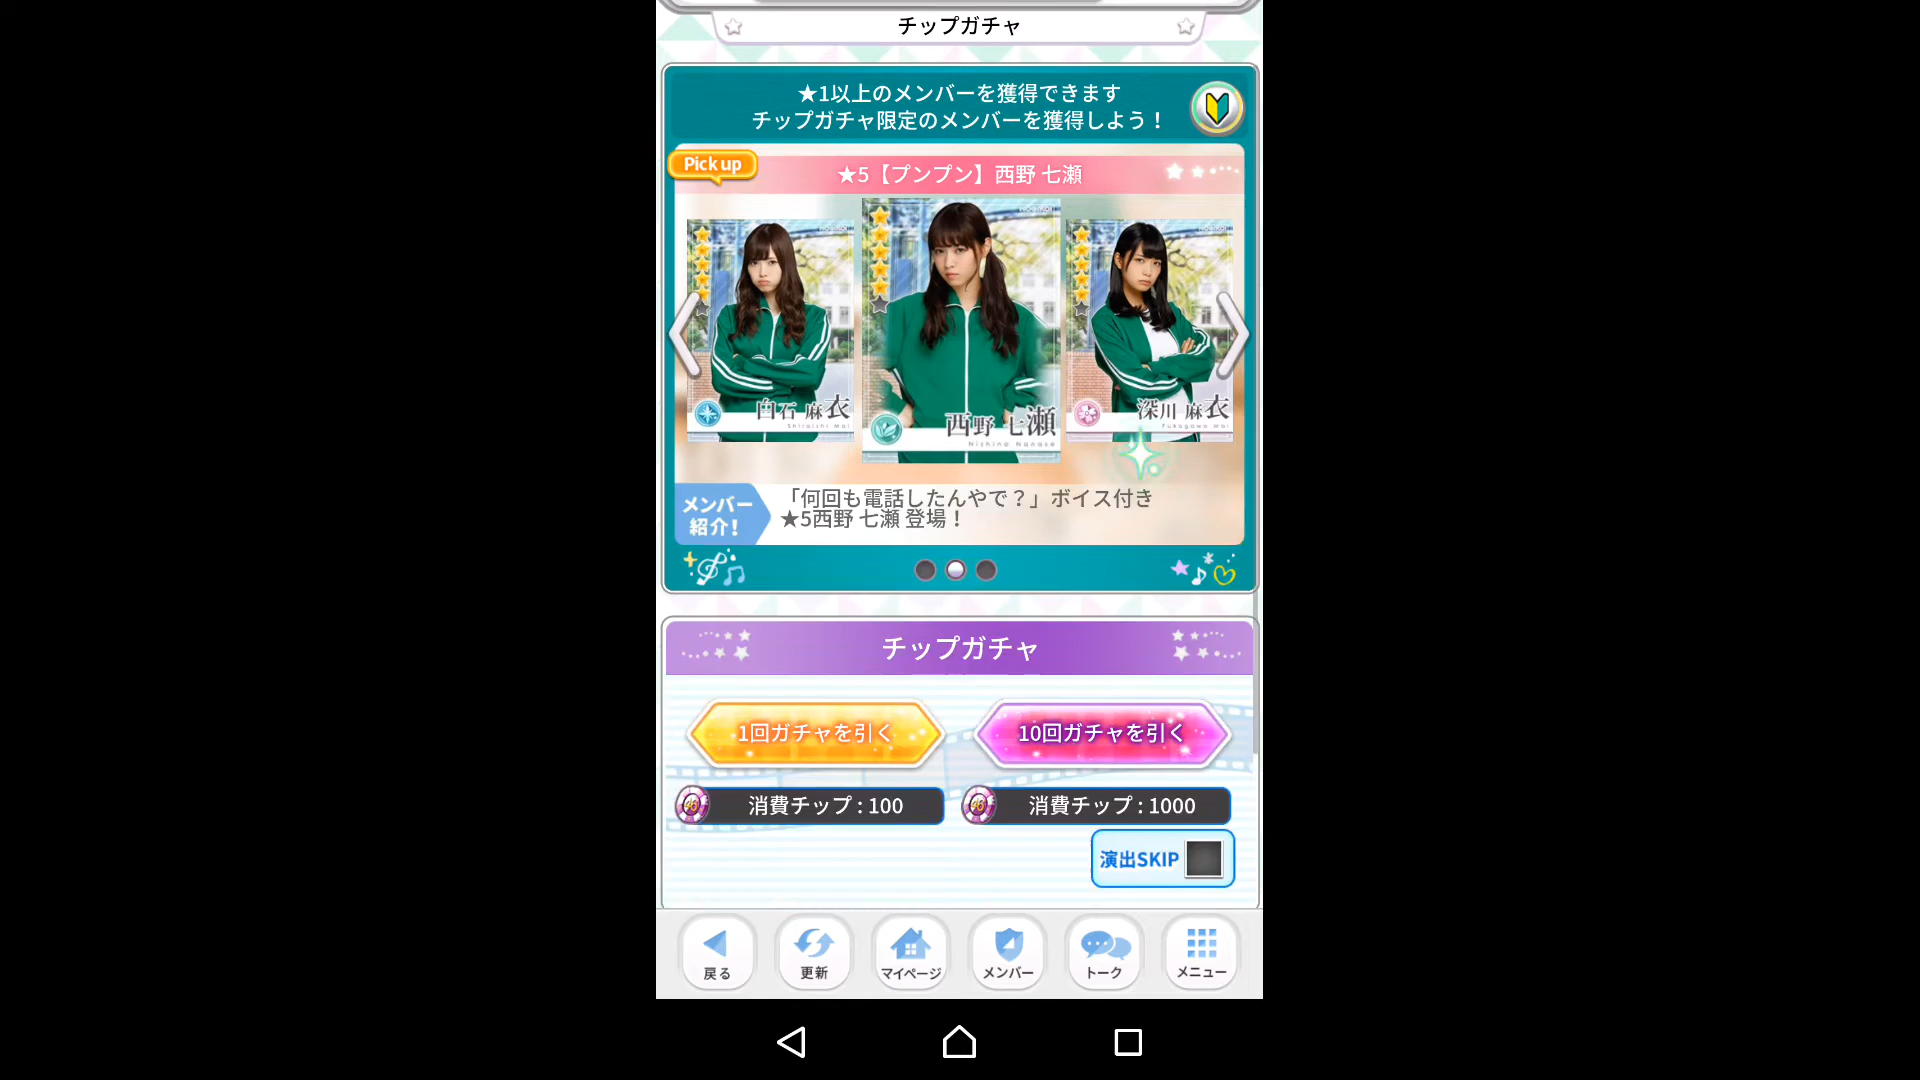 チップガチャ
★1以上のメンバーを獲得できます
チップガチャ限定のメンバーを獲得しよう！
Pick up
★5【プンプン】西野 七瀬
白石 麻衣
Shiraishi Mai
西野 七瀬
Nishino Nanase
深川 麻衣
Fukagawa Mai
メンバー
紹介！
「何回も電話したんやで？」ボイス付き
★5西野 七瀬 登場！
チップガチャ
1回ガチャを引く
10回ガチャを引く
消費チップ : 100
消費チップ : 1000
演出SKIP
戻る
更新
マイページ
メンバー
トーク
メニュー